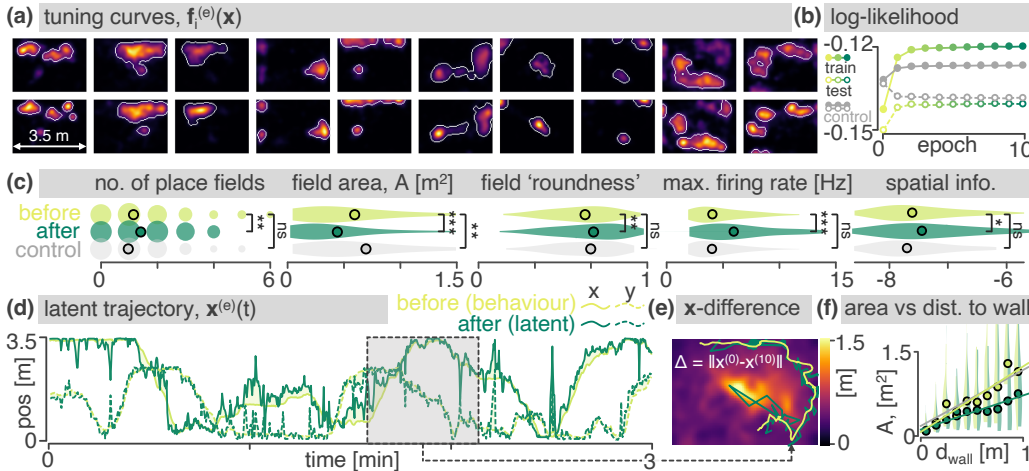 (a) tuning curves, f_i^(e)(x)
3.5 m
(b) log-likelihood
-0.12
train
test
control
-0.15
0 epoch 10
(c) no. of place fields field area, A [m²] field 'roundness' max. firing rate [Hz] spatial info.
before
after
control
** ns *** ** ns * ns *** ns * ns
0 6 0 1.5 0 1 0 15 -8 -6
(d) latent trajectory, x^(e)(t)
x y
before (behaviour)
after (latent)
3.5
pos [m]
0
0 time [min] 3
(e) x-difference
Δ = ||x^(0)-x^(10)||
1.5
[m]
0
(f) area vs dist. to wall
1.5
A, [m²]
0
0 d_wall [m] 1